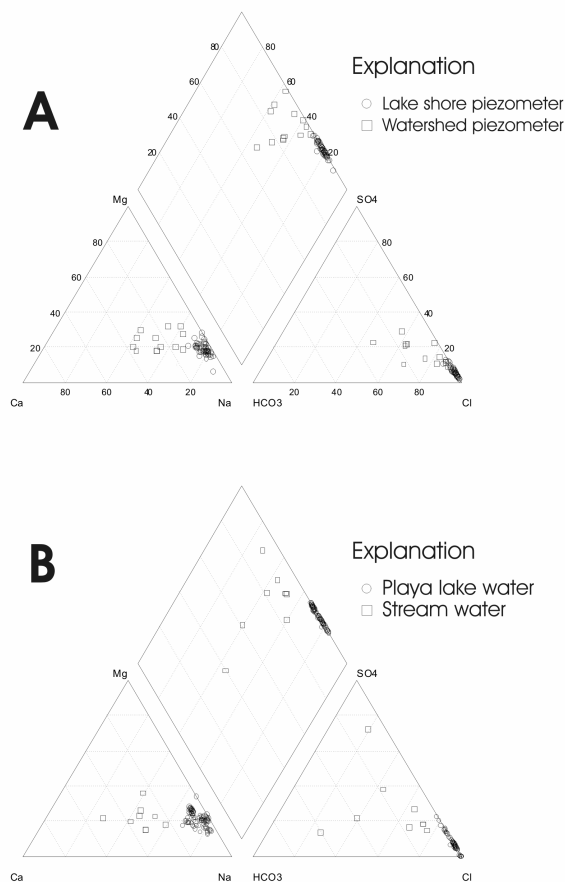 A
Explanation
Lake shore piezometer
Watershed piezometer
80 80
60 60
40 40
20 20
Mg SO4
80 80
60 60
40 40
20 20
Ca 80 60 40 20 Na HCO3 20 40 60 80 Cl
B
Explanation
Playa lake water
Stream water
Mg SO4
Ca Na HCO3 Cl